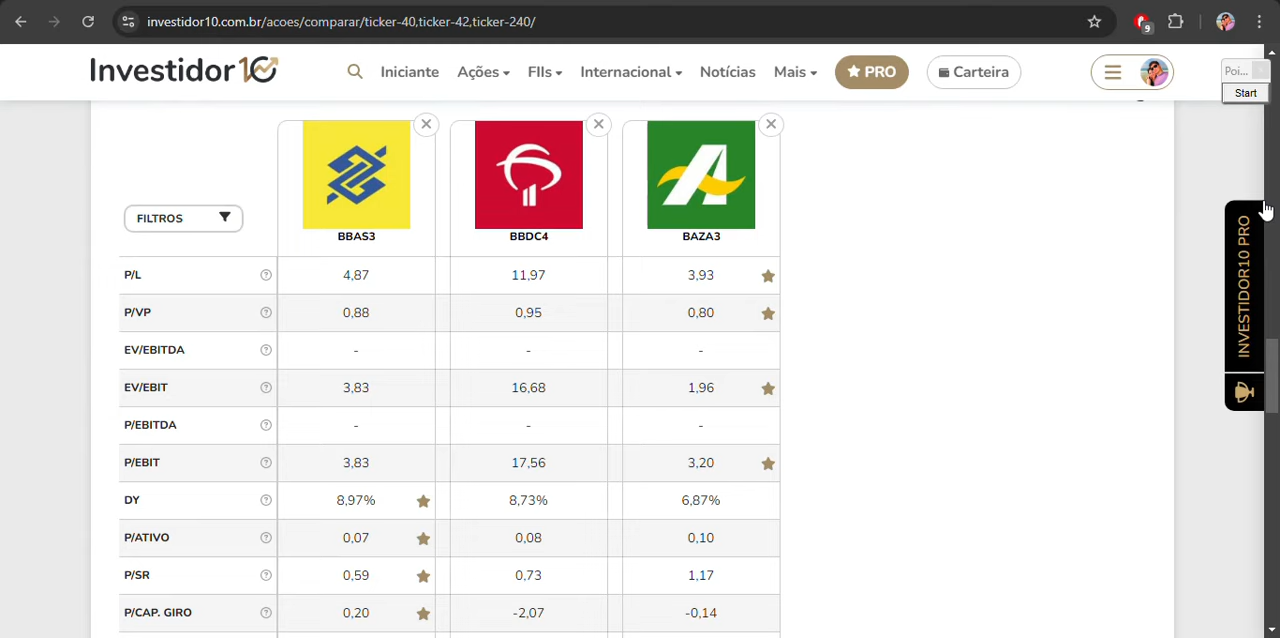 investidor10.com.br/acoes/comparar/ticker-40,ticker-42,ticker-240/
9
Investidor10
Iniciante
Ações
FIIs
Internacional
Notícias
Mais
PRO
Carteira
Poi...
Start
FILTROS
BBAS3
BBDC4
BAZA3
INVESTIDOR10 PRO
P/L ? 4,87 11,97 3,93
P/VP ? 0,88 0,95 0,80
EV/EBITDA ? - - -
EV/EBIT ? 3,83 16,68 1,96
P/EBITDA ? - - -
P/EBIT ? 3,83 17,56 3,20
DY ? 8,97% 8,73% 6,87%
P/ATIVO ? 0,07 0,08 0,10
P/SR ? 0,59 0,73 1,17
P/CAP. GIRO ? 0,20 -2,07 -0,14